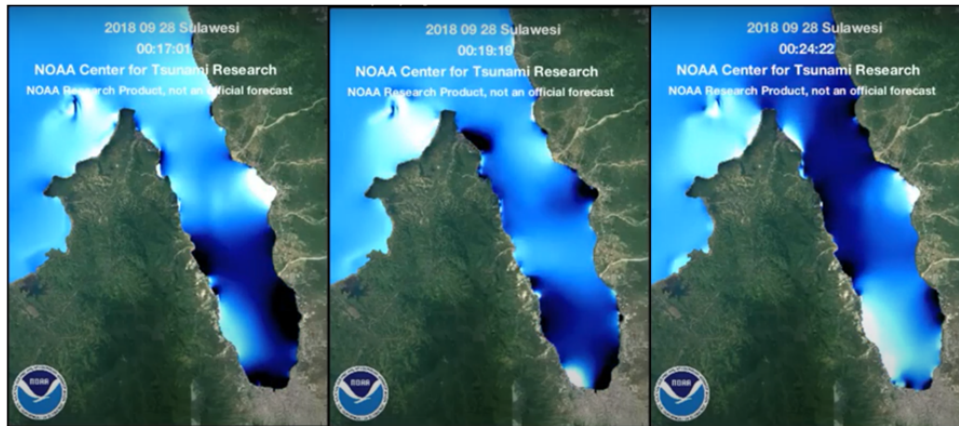 2018 09 28 Sulawesi
00:17:01
NOAA Center for Tsunami Research
NOAA Research Product, not an official forecast
NOAA
2018 09 28 Sulawesi
00:19:19
NOAA Center for Tsunami Research
NOAA Research Product, not an official forecast
NOAA
2018 09 28 Sulawesi
00:24:22
NOAA Center for Tsunami Research
NOAA Research Product, not an official forecast
NOAA